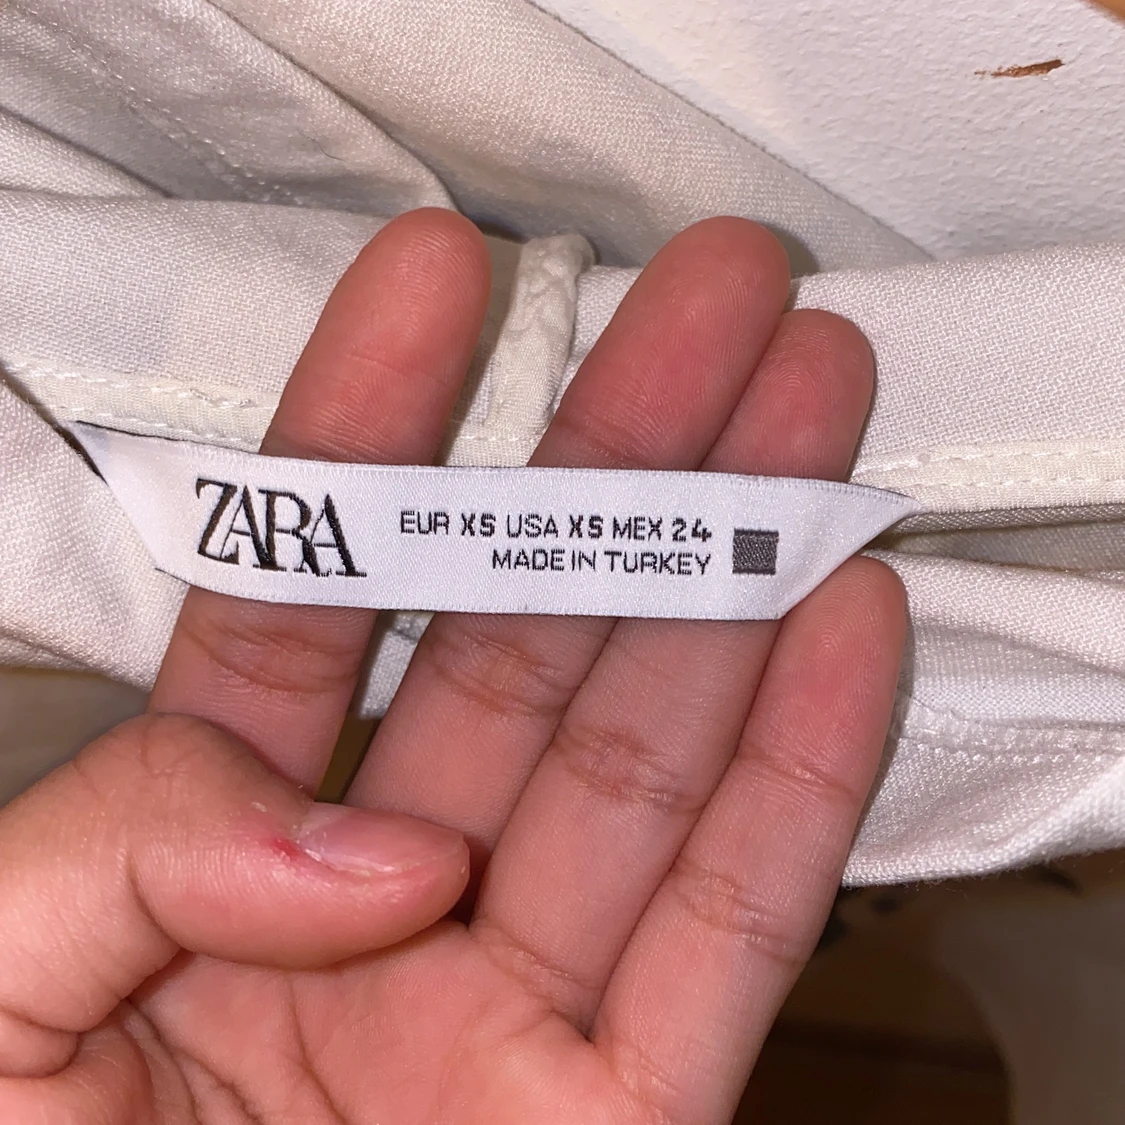 ZARA
EUR XS USA XS MEX 24
MADE IN TURKEY